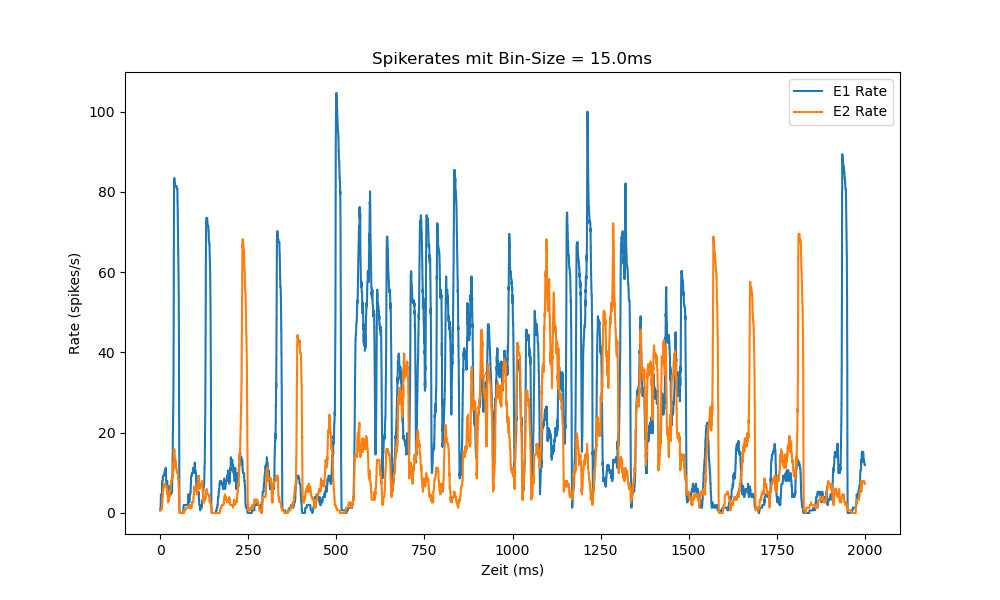 Spikerates mit Bin-Size = 15.0ms
E1 Rate
E2 Rate
100
80
60
40
20
0
Rate (spikes/s)
0 250 500 750 1000 1250 1500 1750 2000
Zeit (ms)